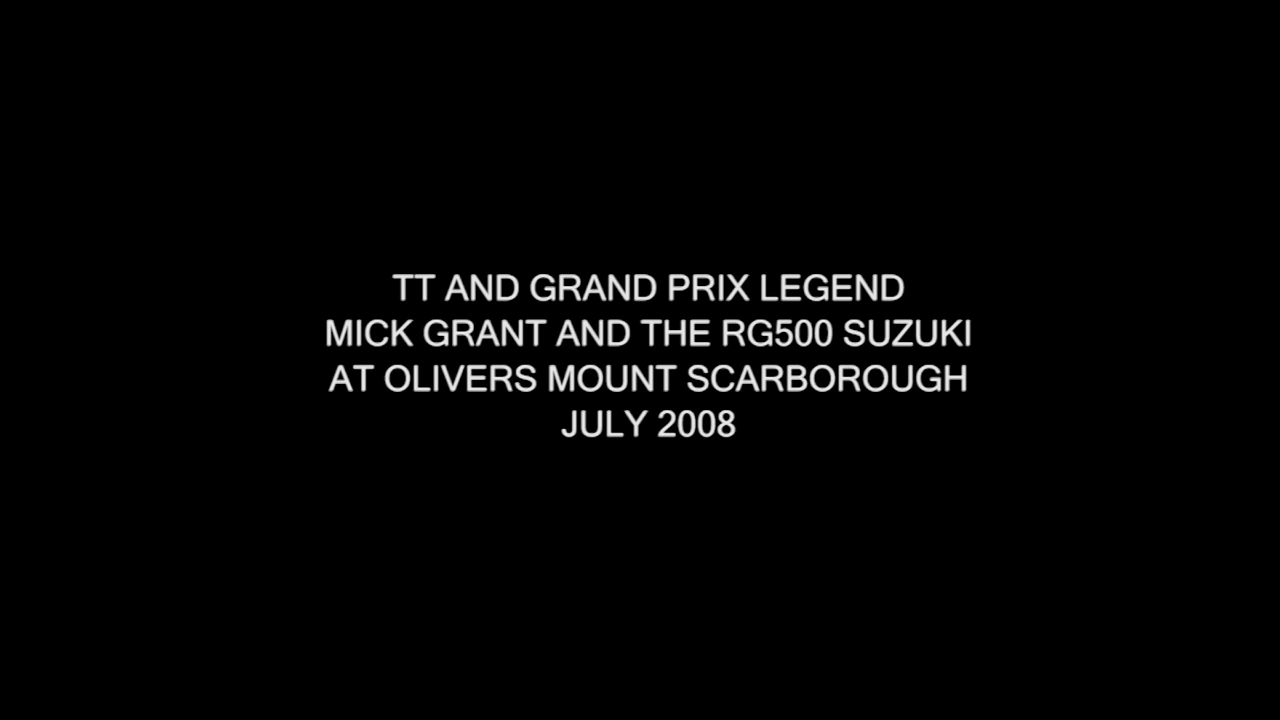 TT AND GRAND PRIX LEGEND
MICK GRANT AND THE RG500 SUZUKI
AT OLIVERS MOUNT SCARBOROUGH
JULY 2008